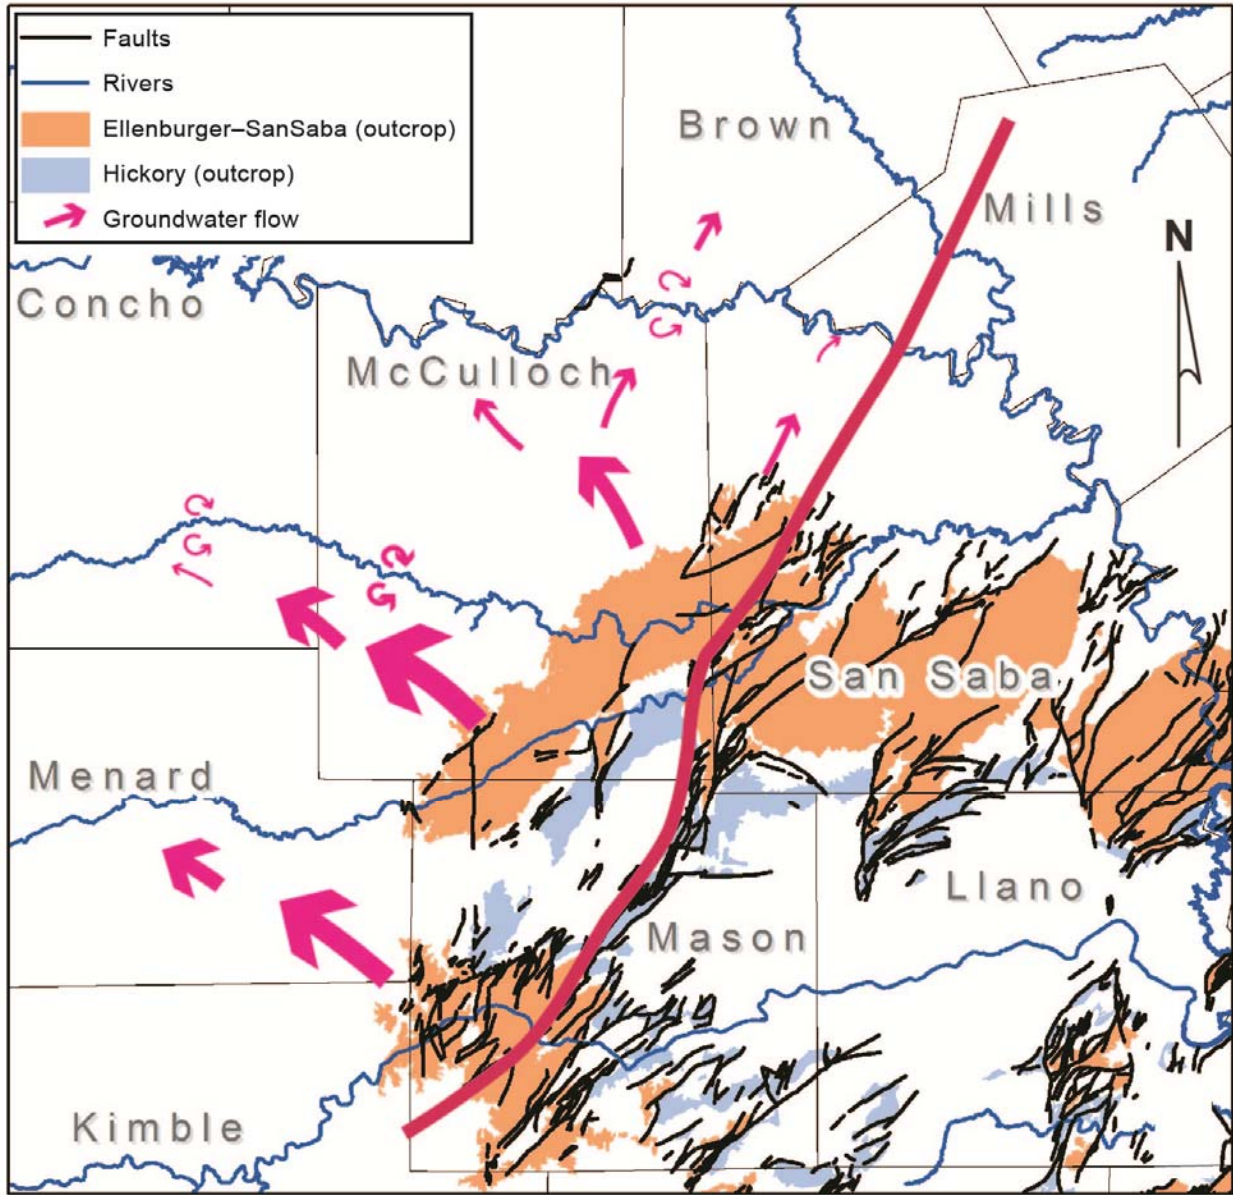 Faults
Rivers
Ellenburger–SanSaba (outcrop)
Hickory (outcrop)
Groundwater flow
Brown
Mills
N
Concho
McCulloch
San Saba
Menard
Llano
Mason
Kimble